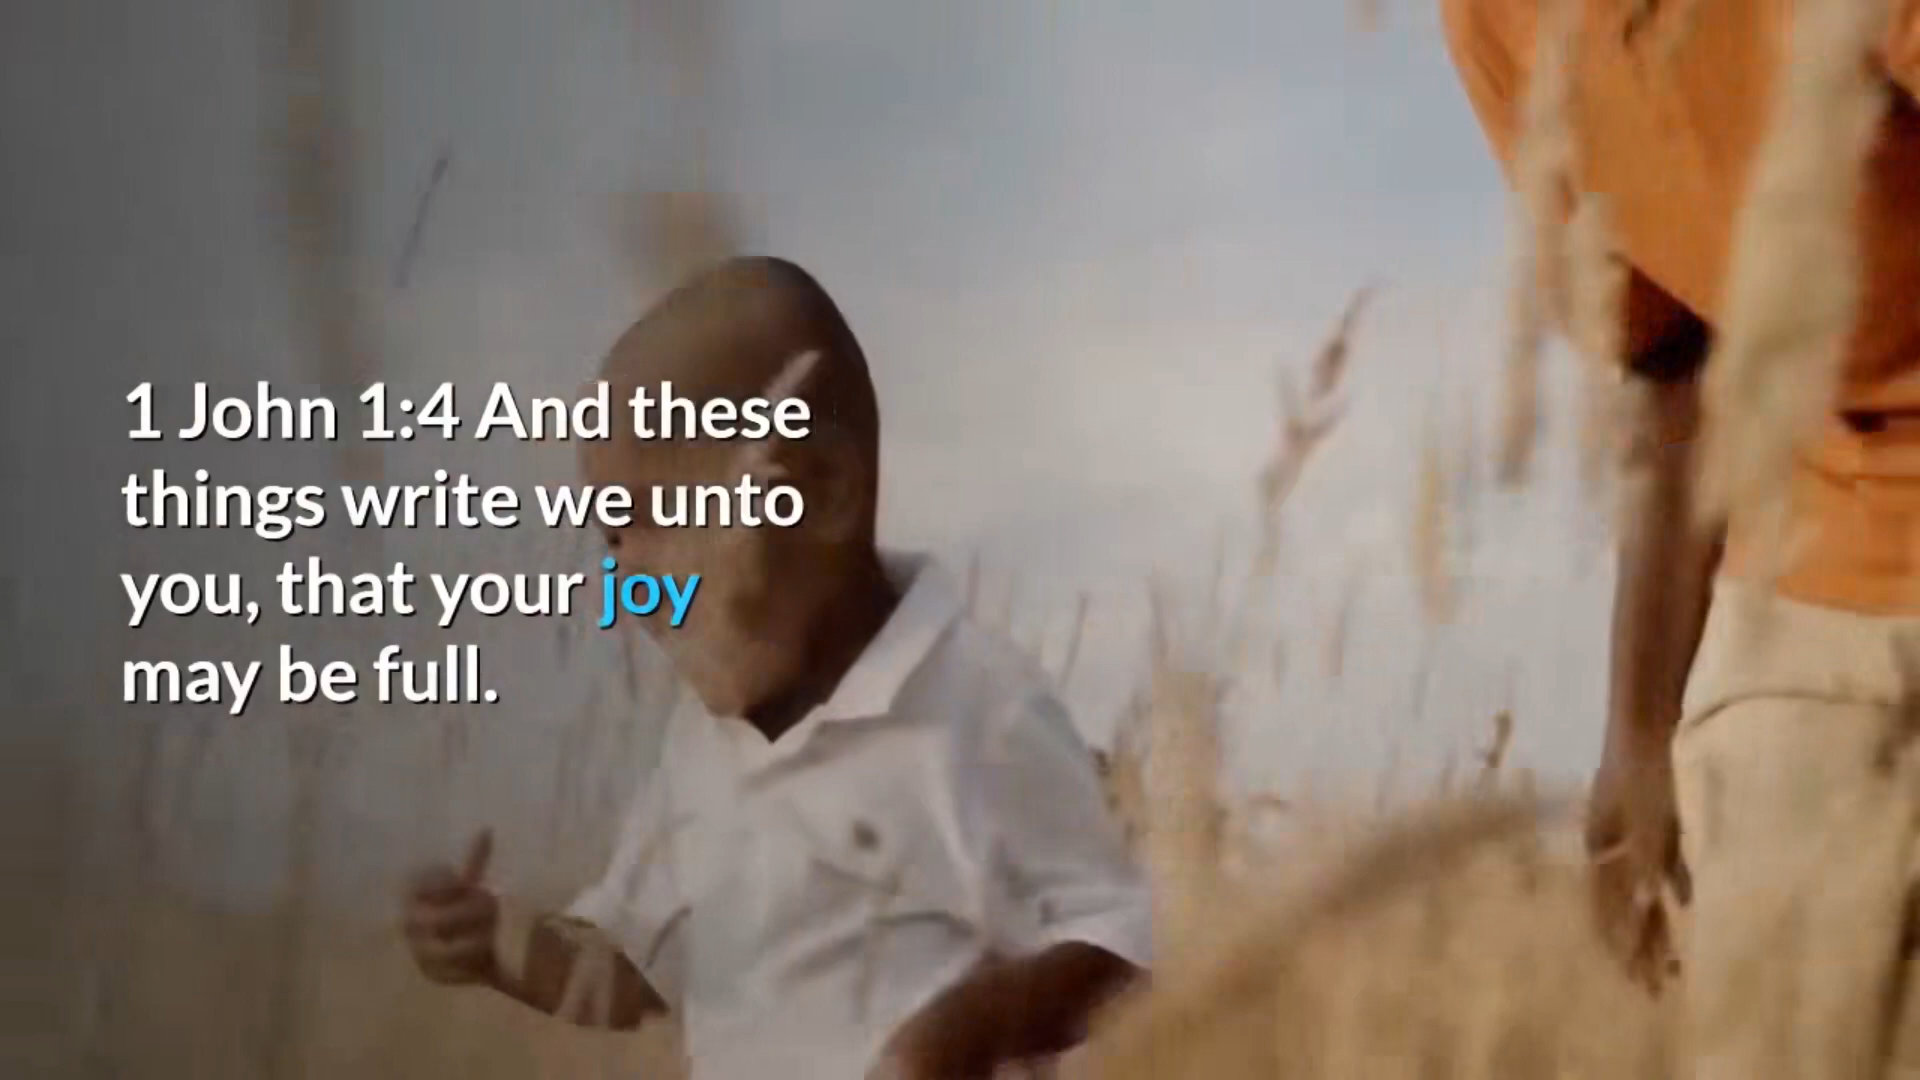 1 John 1:4 And these
things write we unto
you, that your joy
may be full.